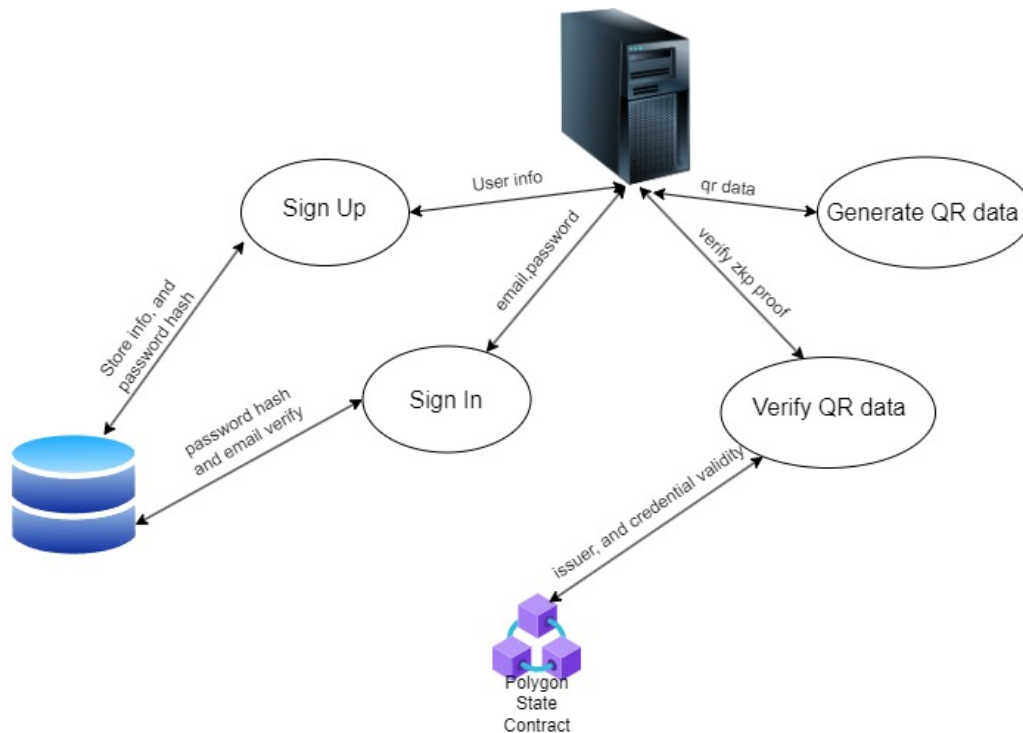 User info
qr data
Sign Up
Generate QR data
verify zkp proof
email,password
Store info, and
password hash
Sign In
Verify QR data
password hash
and email verify
issuer, and credential validity
Polygon
State
Contract